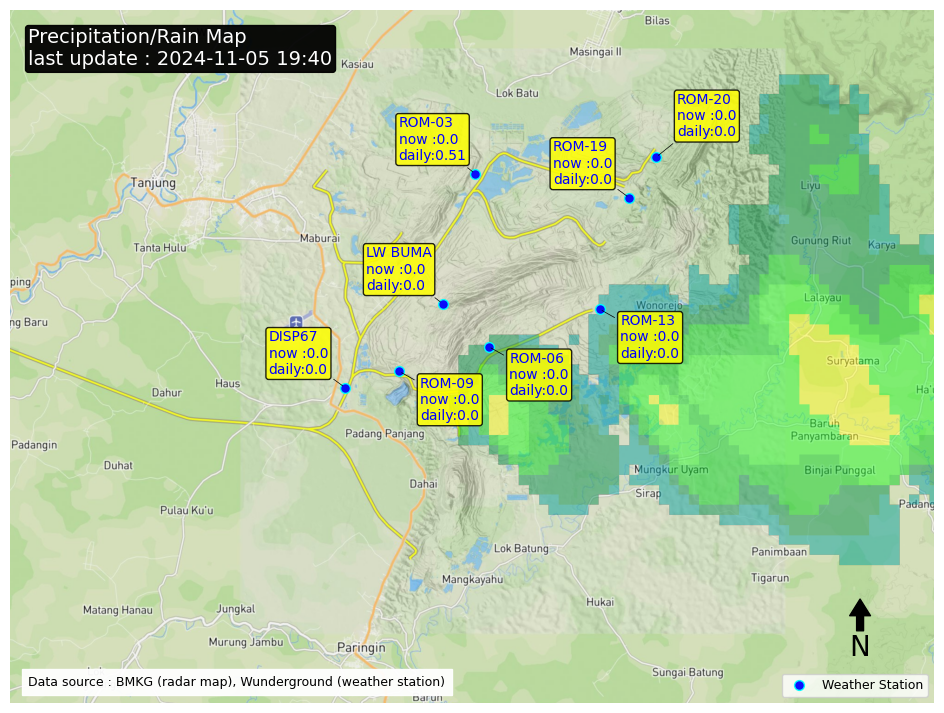 Precipitation/Rain Map
last update : 2024-11-05 19:40
Bilas
Masingai II
Kasiau
Lok Batu
ROM-20
now :0.0
daily:0.0
ROM-03
now :0.0
daily:0.51
ROM-19
now :0.0
daily:0.0
Tanjung
Liyu
Maburai
Tanta Hulu
Gunung Riut
Karya
LW BUMA
now :0.0
daily:0.0
ping
Lalayau
Wonorejo
ng Baru
ROM-13
now :0.0
daily:0.0
DISP67
now :0.0
daily:0.0
ROM-06
now :0.0
daily:0.0
Suryatama
Haus
Dahur
ROM-09
now :0.0
daily:0.0
Ha'
Baruh
Panyambaran
Padang Panjang
Padangin
Duhat
Mungkur Uyam
Binjai Punggal
Dahai
Sirap
Pulau Ku'u
Padang
Lok Batung
Panimbaan
Mangkayahu
Tigarun
Hukai
Matang Hanau
Jungkal
Murung Jambu
Paringin
N
Sungai Batung
Data source : BMKG (radar map), Wunderground (weather station)
Weather Station
Barun